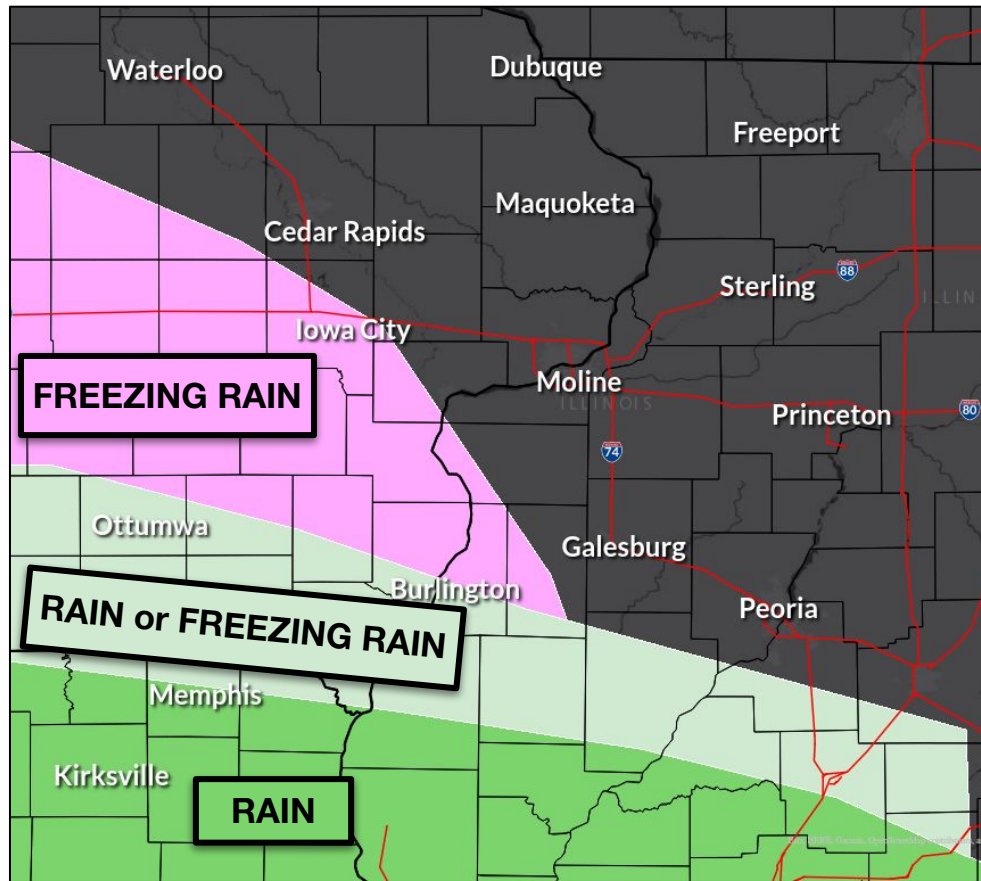 Waterloo
Dubuque
Freeport
Maquoketa
Cedar Rapids
88
Sterling
ILLIN
Iowa City
FREEZING RAIN
Moline
ILLINOIS
Princeton
80
74
Ottumwa
Galesburg
Burlington
RAIN or FREEZING RAIN
Peoria
Memphis
Kirksville
RAIN